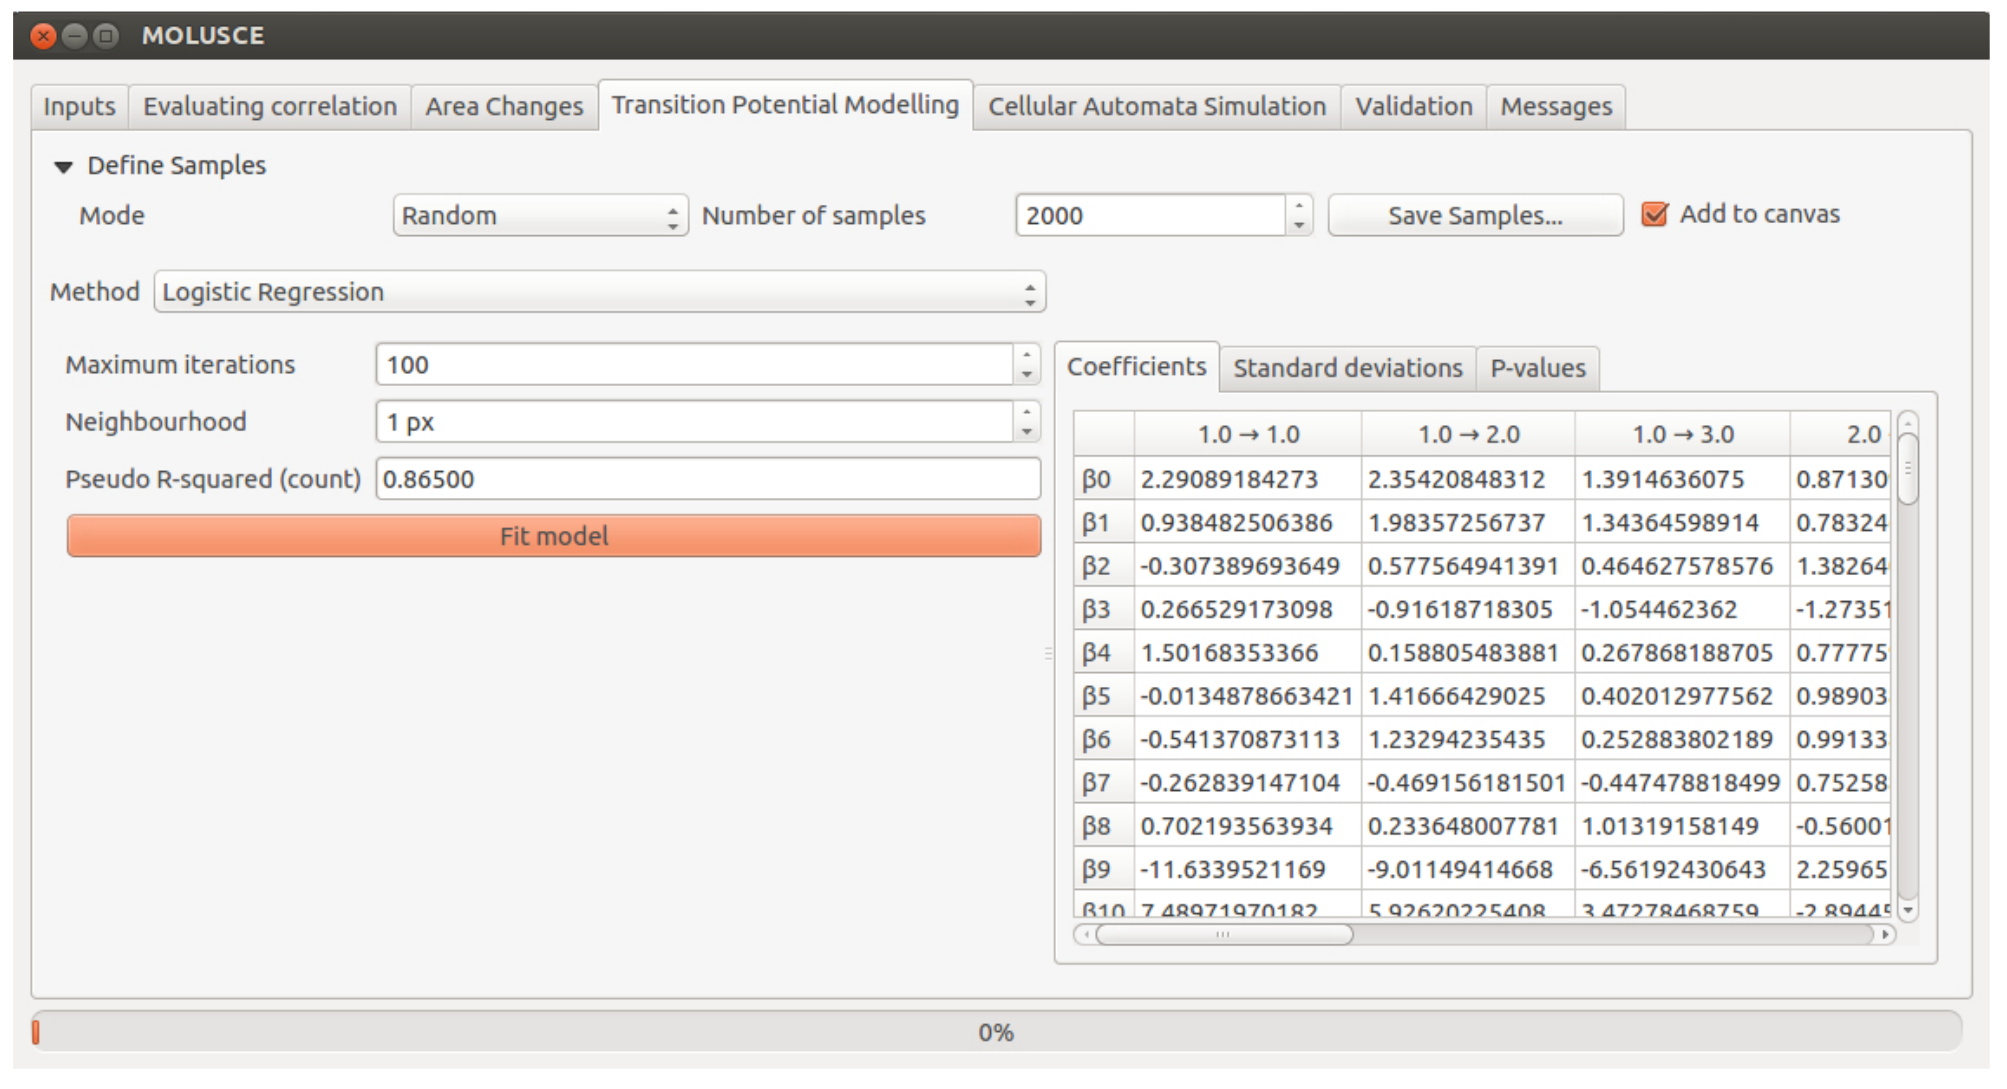 MOLUSCE
Inputs Evaluating correlation Area Changes Transition Potential Modelling Cellular Automata Simulation Validation Messages
Define Samples
Mode Random Number of samples 2000 Save Samples... Add to canvas
Method Logistic Regression
Maximum iterations 100
Neighbourhood 1 px
Pseudo R-squared (count) 0.86500
Fit model
Coefficients Standard deviations P-values
1.0 → 1.0 1.0 → 2.0 1.0 → 3.0 2.0
β0 2.29089184273 2.35420848312 1.3914636075 0.87130
β1 0.938482506386 1.98357256737 1.34364598914 0.78324
β2 -0.307389693649 0.577564941391 0.464627578576 1.38264
β3 0.266529173098 -0.91618718305 -1.054462362 -1.27351
β4 1.50168353366 0.158805483881 0.267868188705 0.77775
β5 -0.0134878663421 1.41666429025 0.402012977562 0.98903
β6 -0.541370873113 1.23294235435 0.252883802189 0.99133
β7 -0.262839147104 -0.469156181501 -0.447478818499 0.75258
β8 0.702193563934 0.233648007781 1.01319158149 -0.56001
β9 -11.6339521169 -9.01149414668 -6.56192430643 2.25965
β10 7.48971970182 5.92620225408 3.47278468759 -2.89445
0%